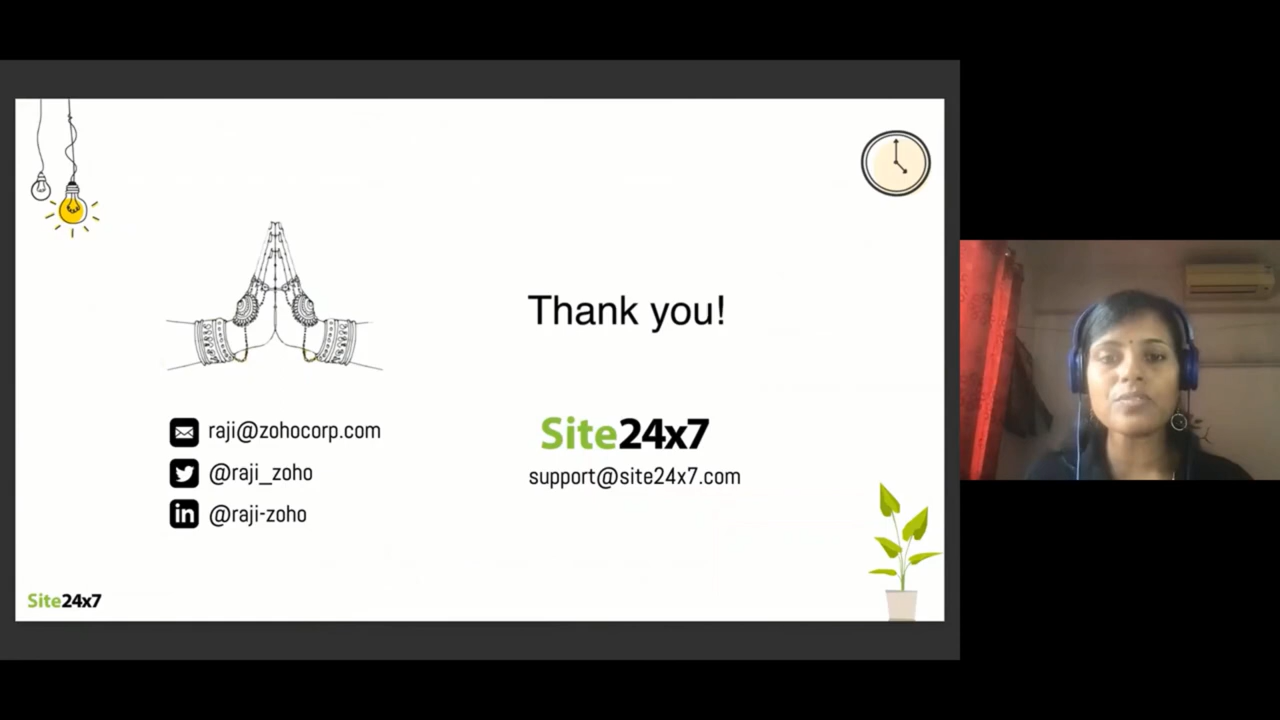 Thank you!
raji@zohocorp.com
@raji_zoho
@raji-zoho
Site24x7
support@site24x7.com
Site24x7